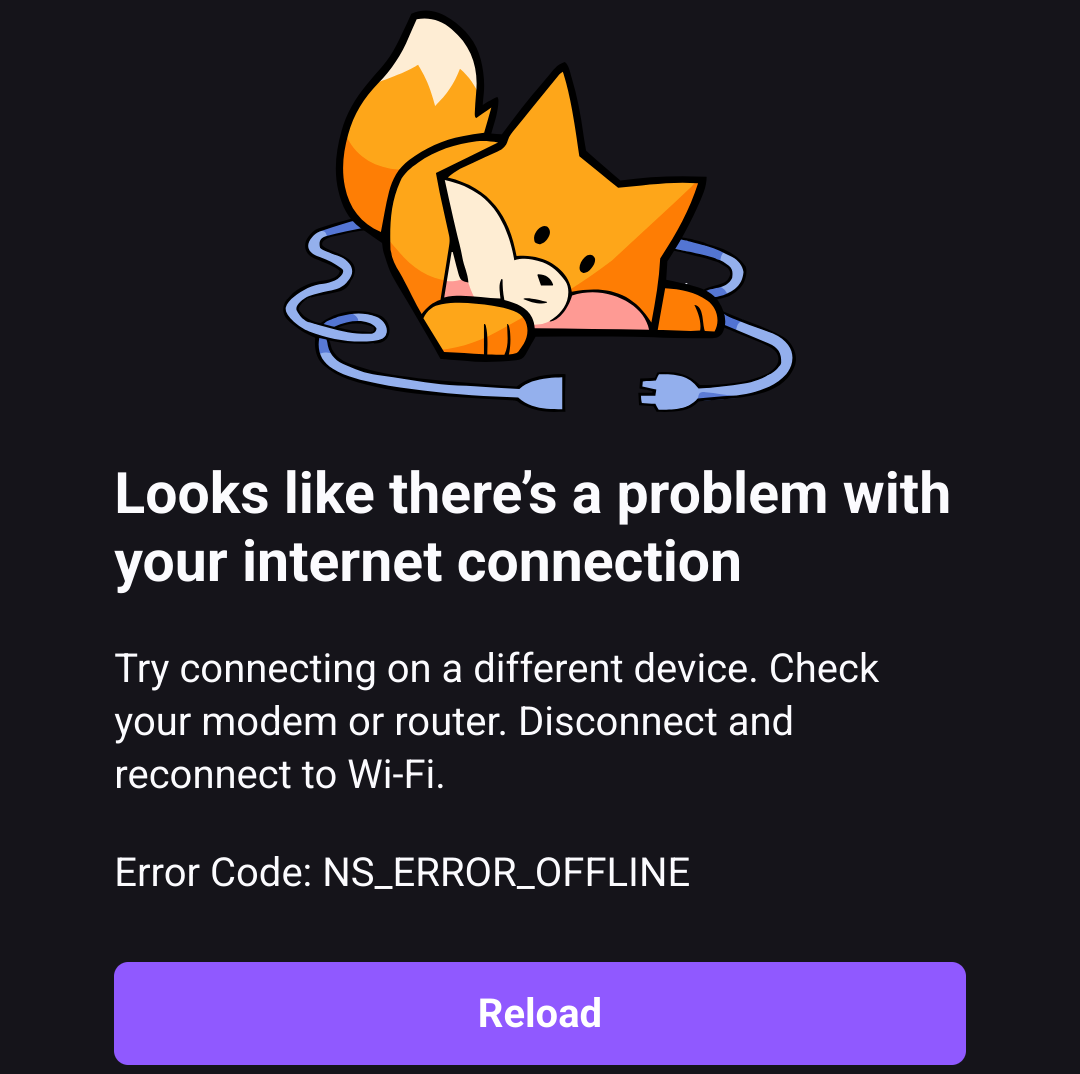 Looks like there’s a problem with
your internet connection
Try connecting on a different device. Check
your modem or router. Disconnect and
reconnect to Wi-Fi.
Error Code: NS_ERROR_OFFLINE
Reload